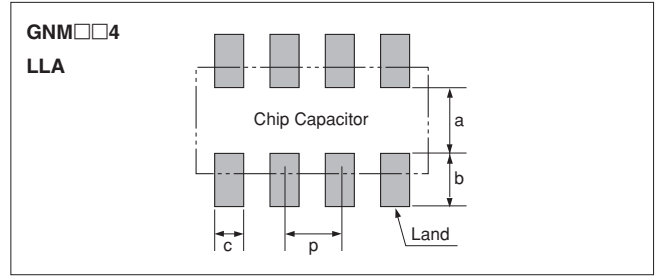 GNM□□4
LLA
Chip Capacitor
a
b
c
p
Land